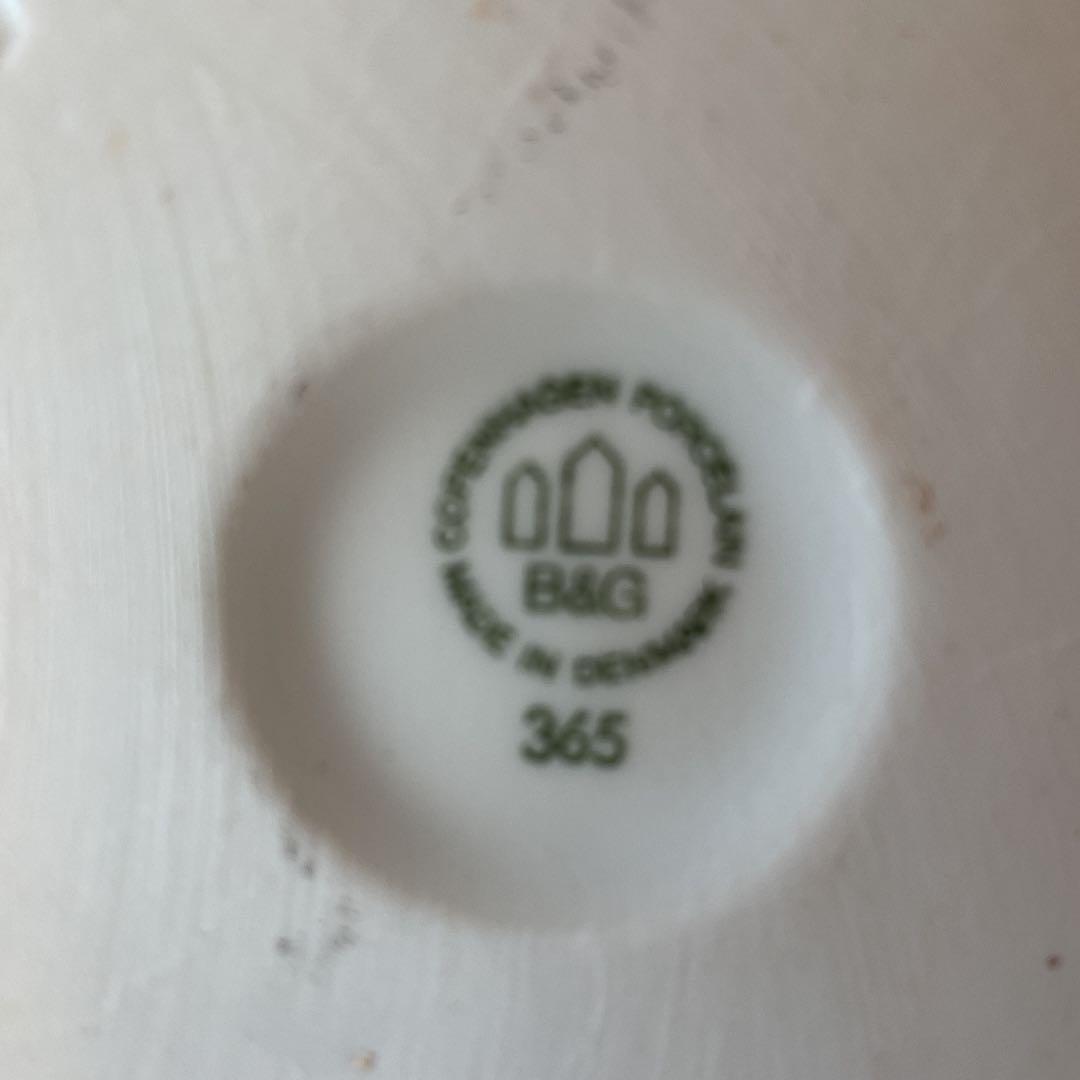 COPENHAGEN PORCELAIN
B&G
MADE IN DENMARK
365